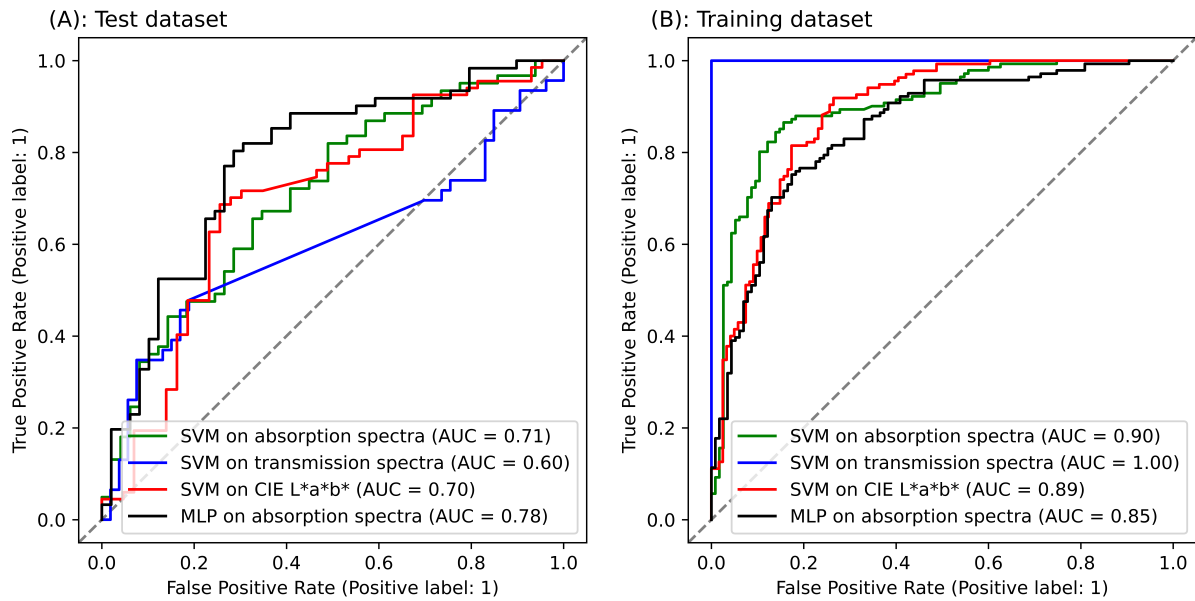 (A): Test dataset
True Positive Rate (Positive label: 1)
1.0
0.8
0.6
0.4
0.2
0.0
SVM on absorption spectra (AUC = 0.71)
SVM on transmission spectra (AUC = 0.60)
SVM on CIE L*a*b* (AUC = 0.70)
MLP on absorption spectra (AUC = 0.78)
0.0 0.2 0.4 0.6 0.8 1.0
False Positive Rate (Positive label: 1)
(B): Training dataset
True Positive Rate (Positive label: 1)
1.0
0.8
0.6
0.4
0.2
0.0
SVM on absorption spectra (AUC = 0.90)
SVM on transmission spectra (AUC = 1.00)
SVM on CIE L*a*b* (AUC = 0.89)
MLP on absorption spectra (AUC = 0.85)
0.0 0.2 0.4 0.6 0.8 1.0
False Positive Rate (Positive label: 1)